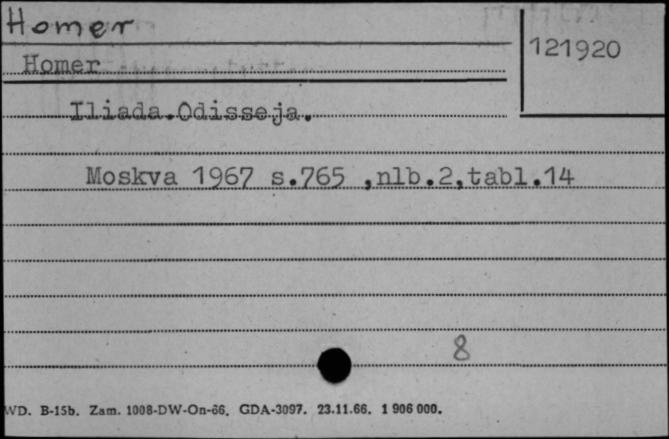 Homer
121920
Homer
Iliada.Odisseja.
Moskva 1967 s.765 ,nlb.2,tabl.14
8
WD. B-15b. Zam. 1008-DW-On-66. GDA-3097. 23.11.66. 1 906 000.